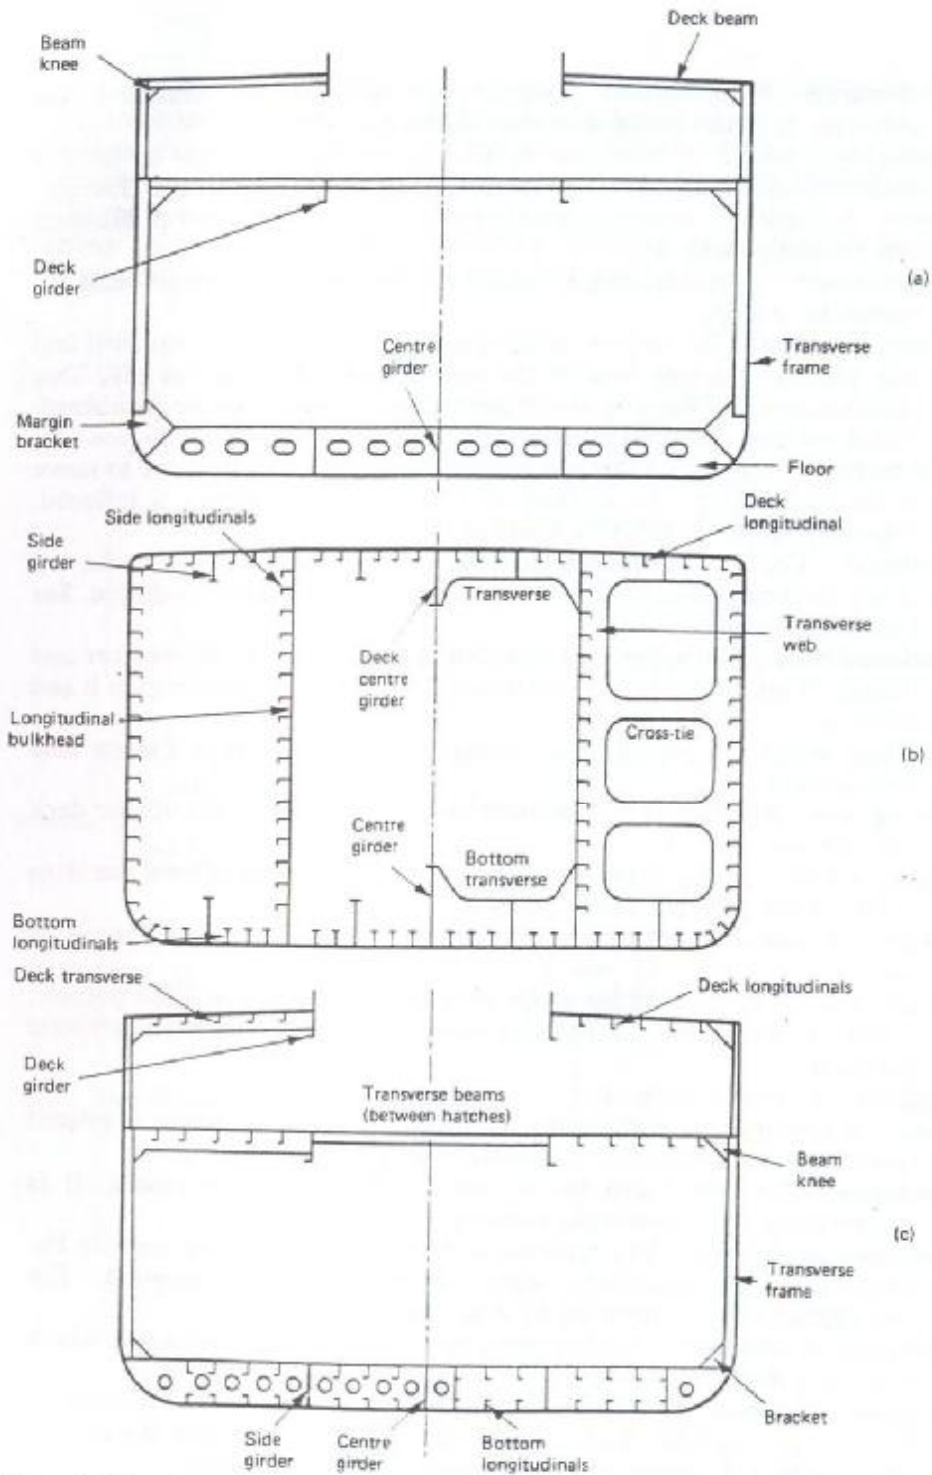 Deck beam
Beam
knee
Deck
girder
(a)
Centre
girder
Transverse
frame
Margin
bracket
Floor
Side longitudinals
Deck
longitudinal
Side
girder
Transverse
Transverse
web
Deck
centre
girder
Longitudinal
bulkhead
Cross-tie
(b)
Centre
girder
Bottom
transverse
Bottom
longitudinals
Deck transverse
Deck longitudinals
Deck
girder
Transverse beams
(between hatches)
Beam
knee
(c)
Transverse
frame
Bracket
Side
girder
Centre
girder
Bottom
longitudinals